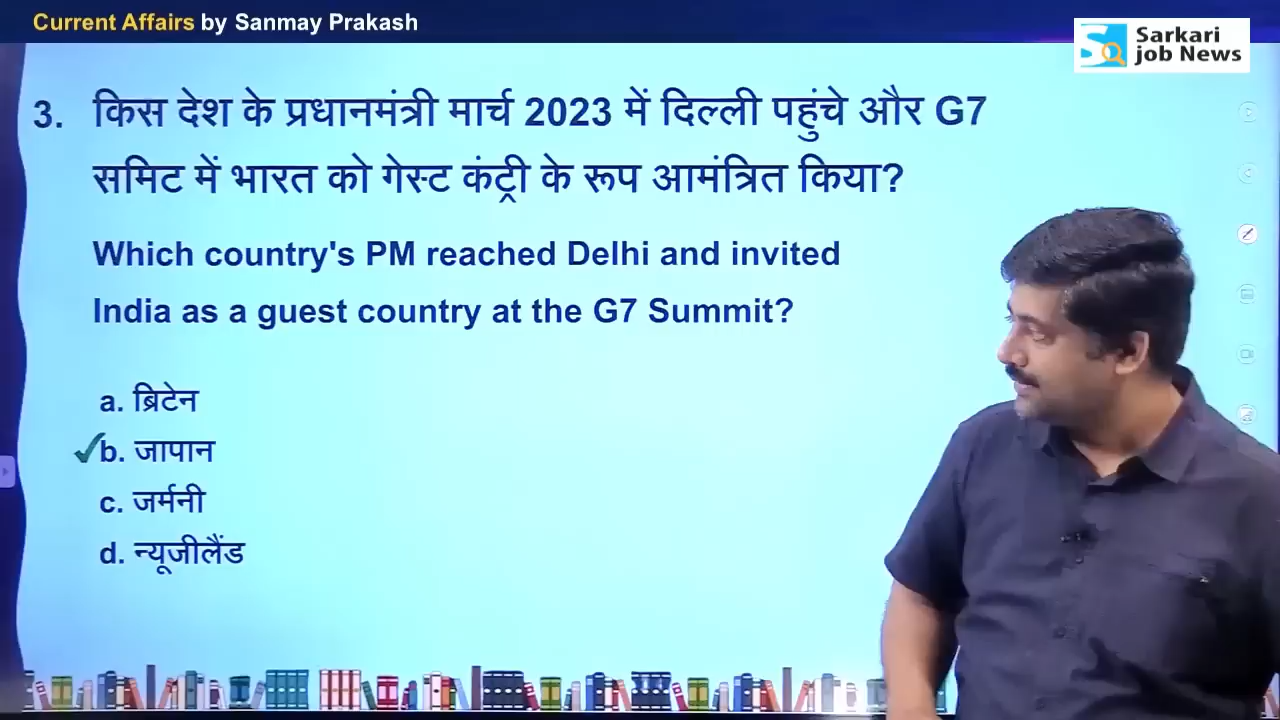 Current Affairs by Sanmay Prakash
Sarkari
job News
3. किस देश के प्रधानमंत्री मार्च 2023 में दिल्ली पहुंचे और G7
समिट में भारत को गेस्ट कंट्री के रूप आमंत्रित किया?
Which country's PM reached Delhi and invited
India as a guest country at the G7 Summit?
a. ब्रिटेन
b. जापान
c. जर्मनी
d. न्यूजीलैंड